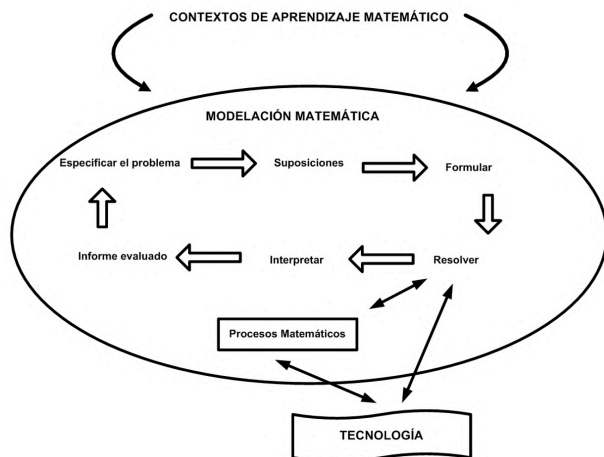 CONTEXTOS DE APRENDIZAJE MATEMÁTICO
MODELACIÓN MATEMÁTICA
Especificar el problema
Suposiciones
Formular
Informe evaluado
Interpretar
Resolver
Procesos Matemáticos
TECNOLOGÍA